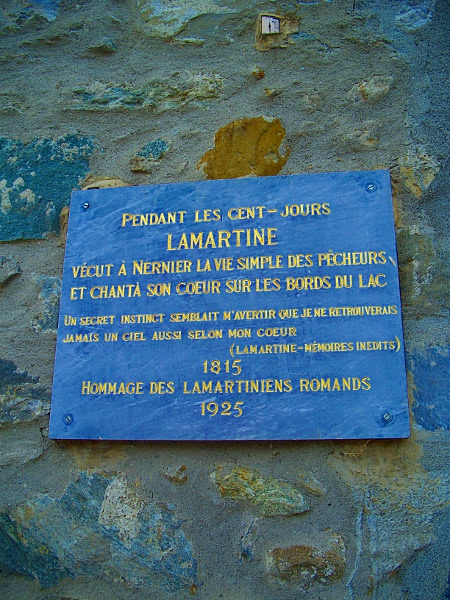 PENDANT LES CENT-JOURS
LAMARTINE
VÉCUT À NERNIER LA VIE SIMPLE DES PÊCHEURS
ET CHANTA SON COEUR SUR LES BORDS DU LAC
UN SECRET INSTINCT SEMBLAIT M'AVERTIR QUE JE NE RETROUVERAIS
JAMAIS UN CIEL AUSSI SELON MON COEUR
(LAMARTINE-MÉMOIRES INEDITS)
1815
HOMMAGE DES LAMARTINIENS ROMANDS
1925